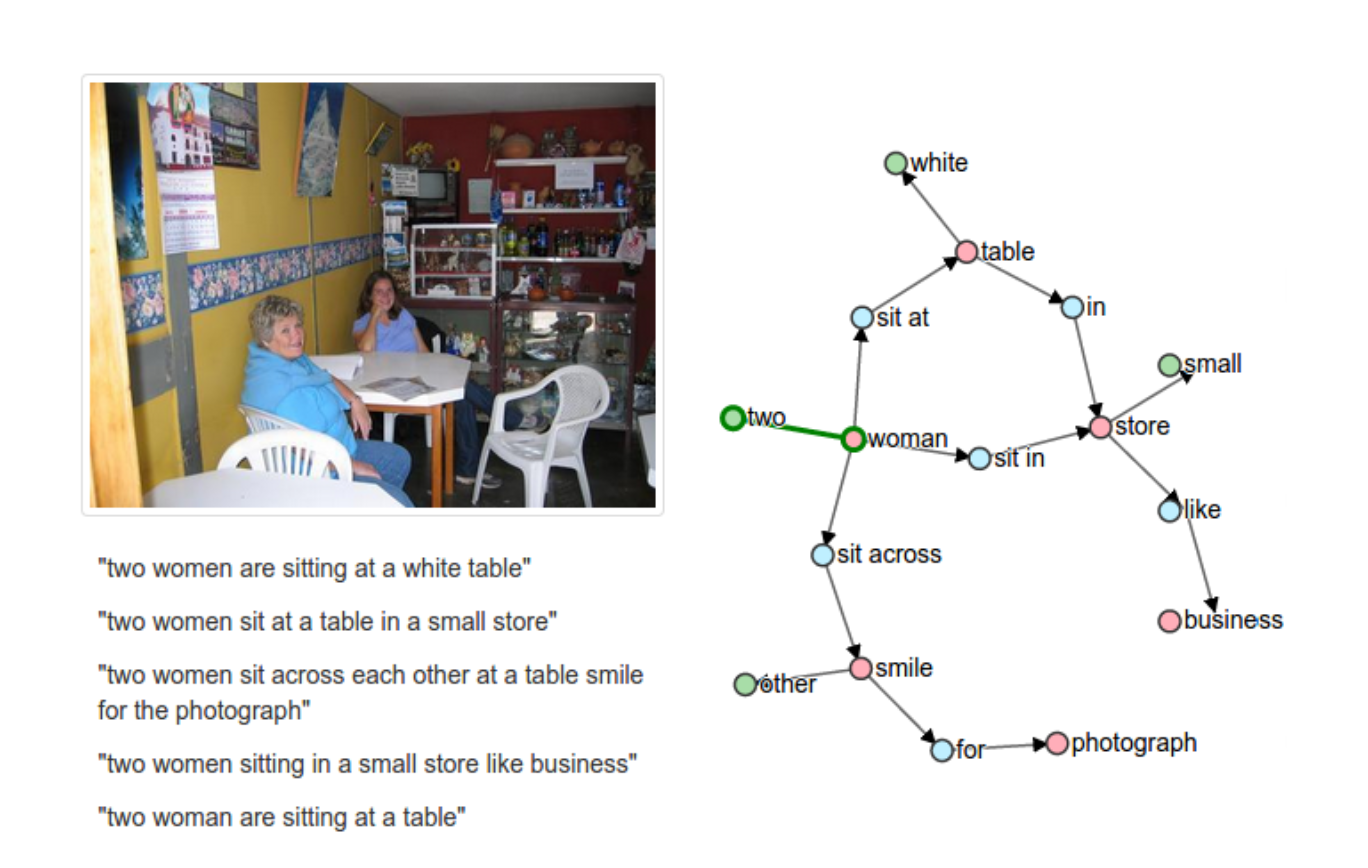 "two women are sitting at a white table"
"two women sit at a table in a small store"
"two women sit across each other at a table smile
for the photograph"
"two women sitting in a small store like business"
"two woman are sitting at a table"
white
table
sit at
in
small
two
woman
sit in
store
like
sit across
business
smile
other
for
photograph